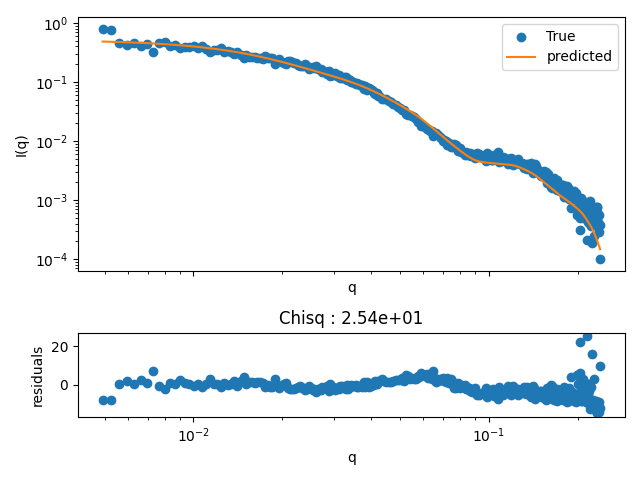 10⁰
10⁻¹
10⁻²
10⁻³
10⁻⁴
I(q)
True
predicted
q
Chisq : 2.54e+01
20
0
residuals
10⁻²
10⁻¹
q